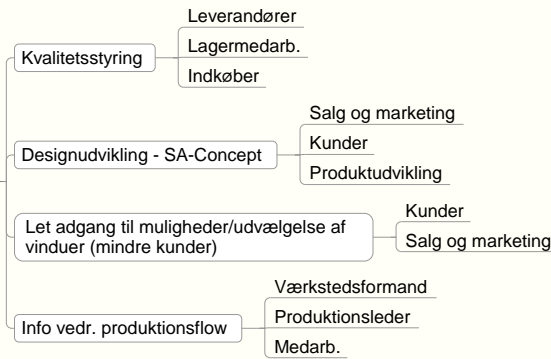 Kvalitetsstyring
Leverandører
Lagermedarb.
Indkøber
Designudvikling - SA-Concept
Salg og marketing
Kunder
Produktudvikling
Let adgang til muligheder/udvælgelse af
vinduer (mindre kunder)
Kunder
Salg og marketing
Info vedr. produktionsflow
Værkstedsformand
Produktionsleder
Medarb.